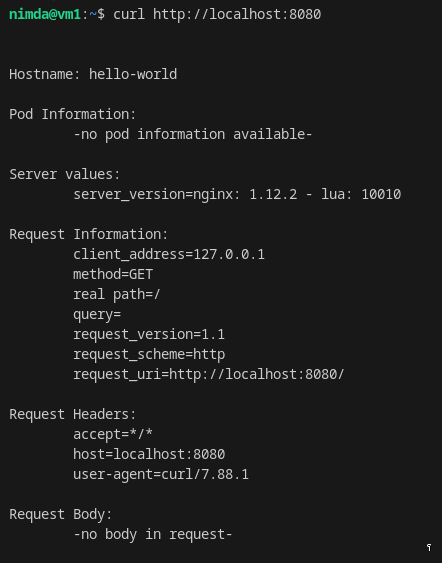 nimda@vm1:~$ curl http://localhost:8080
Hostname: hello-world
Pod Information:
-no pod information available-
Server values:
server_version=nginx: 1.12.2 - lua: 10010
Request Information:
client_address=127.0.0.1
method=GET
real path=/
query=
request_version=1.1
request_scheme=http
request_uri=http://localhost:8080/
Request Headers:
accept=*/*
host=localhost:8080
user-agent=curl/7.88.1
Request Body:
-no body in request-